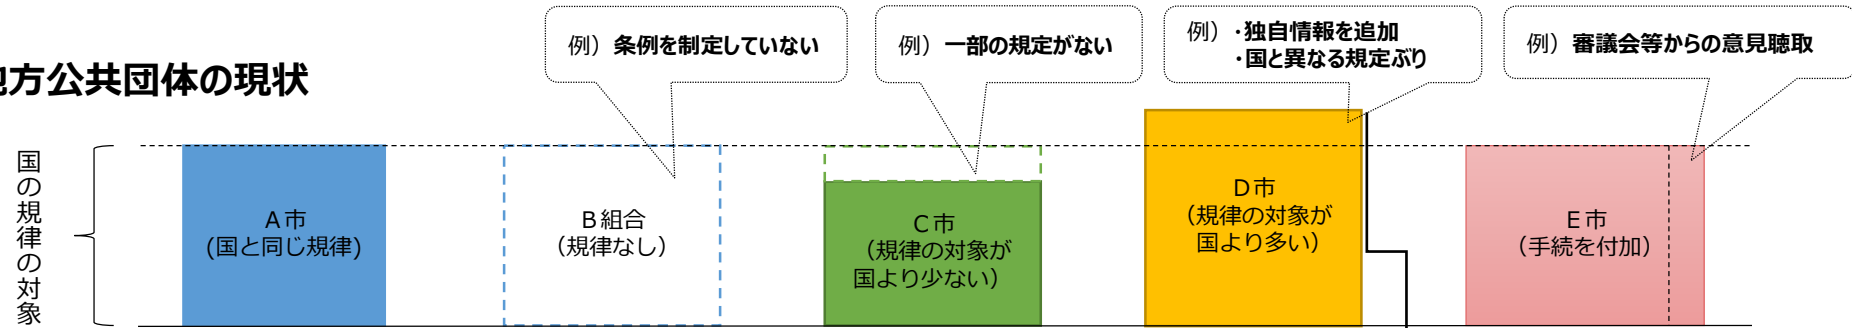 地方公共団体の現状
例）条例を制定していない
例）一部の規定がない
例）・独自情報を追加
・国と異なる規定ぶり
例）審議会等からの意見聴取
国の規律の対象
A市
(国と同じ規律)
B組合
（規律なし）
C市
（規律の対象が
国より少ない）
D市
（規律の対象が
国より多い）
E市
（手続を付加）